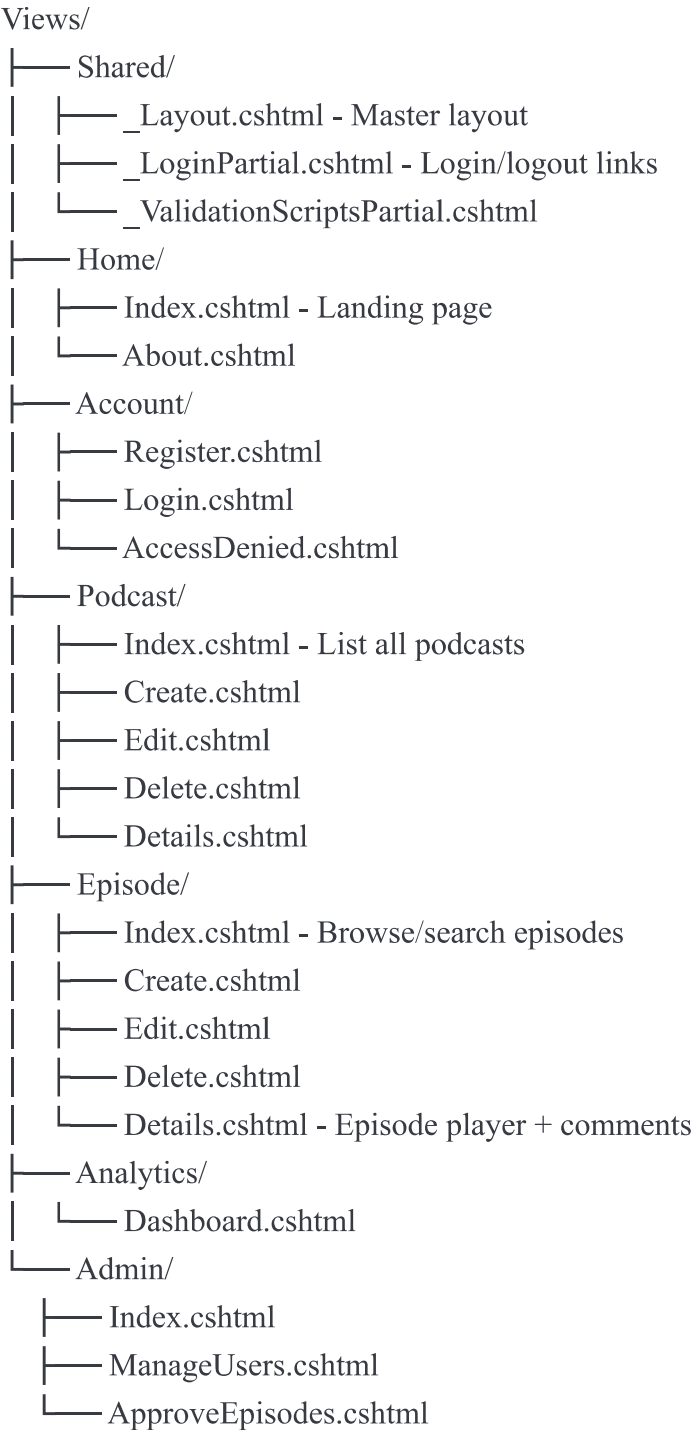 Views/
├── Shared/
│   ├── _Layout.cshtml - Master layout
│   ├── _LoginPartial.cshtml - Login/logout links
│   └── _ValidationScriptsPartial.cshtml
├── Home/
│   ├── Index.cshtml - Landing page
│   └── About.cshtml
├── Account/
│   ├── Register.cshtml
│   ├── Login.cshtml
│   └── AccessDenied.cshtml
├── Podcast/
│   ├── Index.cshtml - List all podcasts
│   ├── Create.cshtml
│   ├── Edit.cshtml
│   ├── Delete.cshtml
│   └── Details.cshtml
├── Episode/
│   ├── Index.cshtml - Browse/search episodes
│   ├── Create.cshtml
│   ├── Edit.cshtml
│   ├── Delete.cshtml
│   └── Details.cshtml - Episode player + comments
├── Analytics/
│   └── Dashboard.cshtml
└── Admin/
    ├── Index.cshtml
    ├── ManageUsers.cshtml
    └── ApproveEpisodes.cshtml